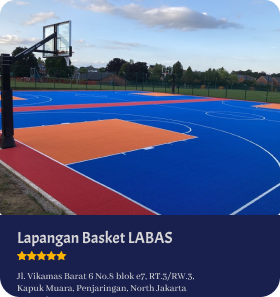 Lapangan Basket LABAS
Jl. Vikamas Barat 6 No.8 blok e7, RT.3/RW.3,
Kapuk Muara, Penjaringan, North Jakarta